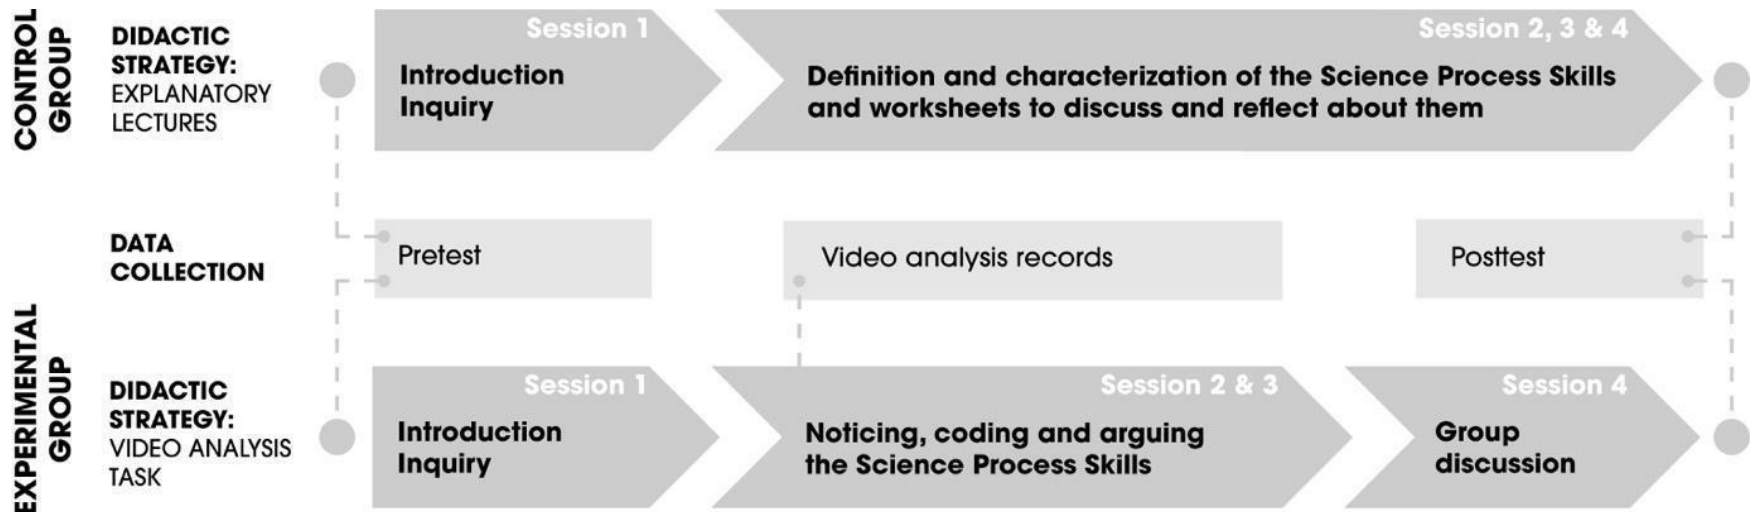 CONTROL
GROUP
DIDACTIC
STRATEGY:
EXPLANATORY
LECTURES
Session 1
Introduction
Inquiry
Session 2, 3 & 4
Definition and characterization of the Science Process Skills
and worksheets to discuss and reflect about them
DATA
COLLECTION
Pretest
Video analysis records
Posttest
EXPERIMENTAL
GROUP
DIDACTIC
STRATEGY:
VIDEO ANALYSIS
TASK
Session 1
Introduction
Inquiry
Session 2 & 3
Noticing, coding and arguing
the Science Process Skills
Session 4
Group
discussion